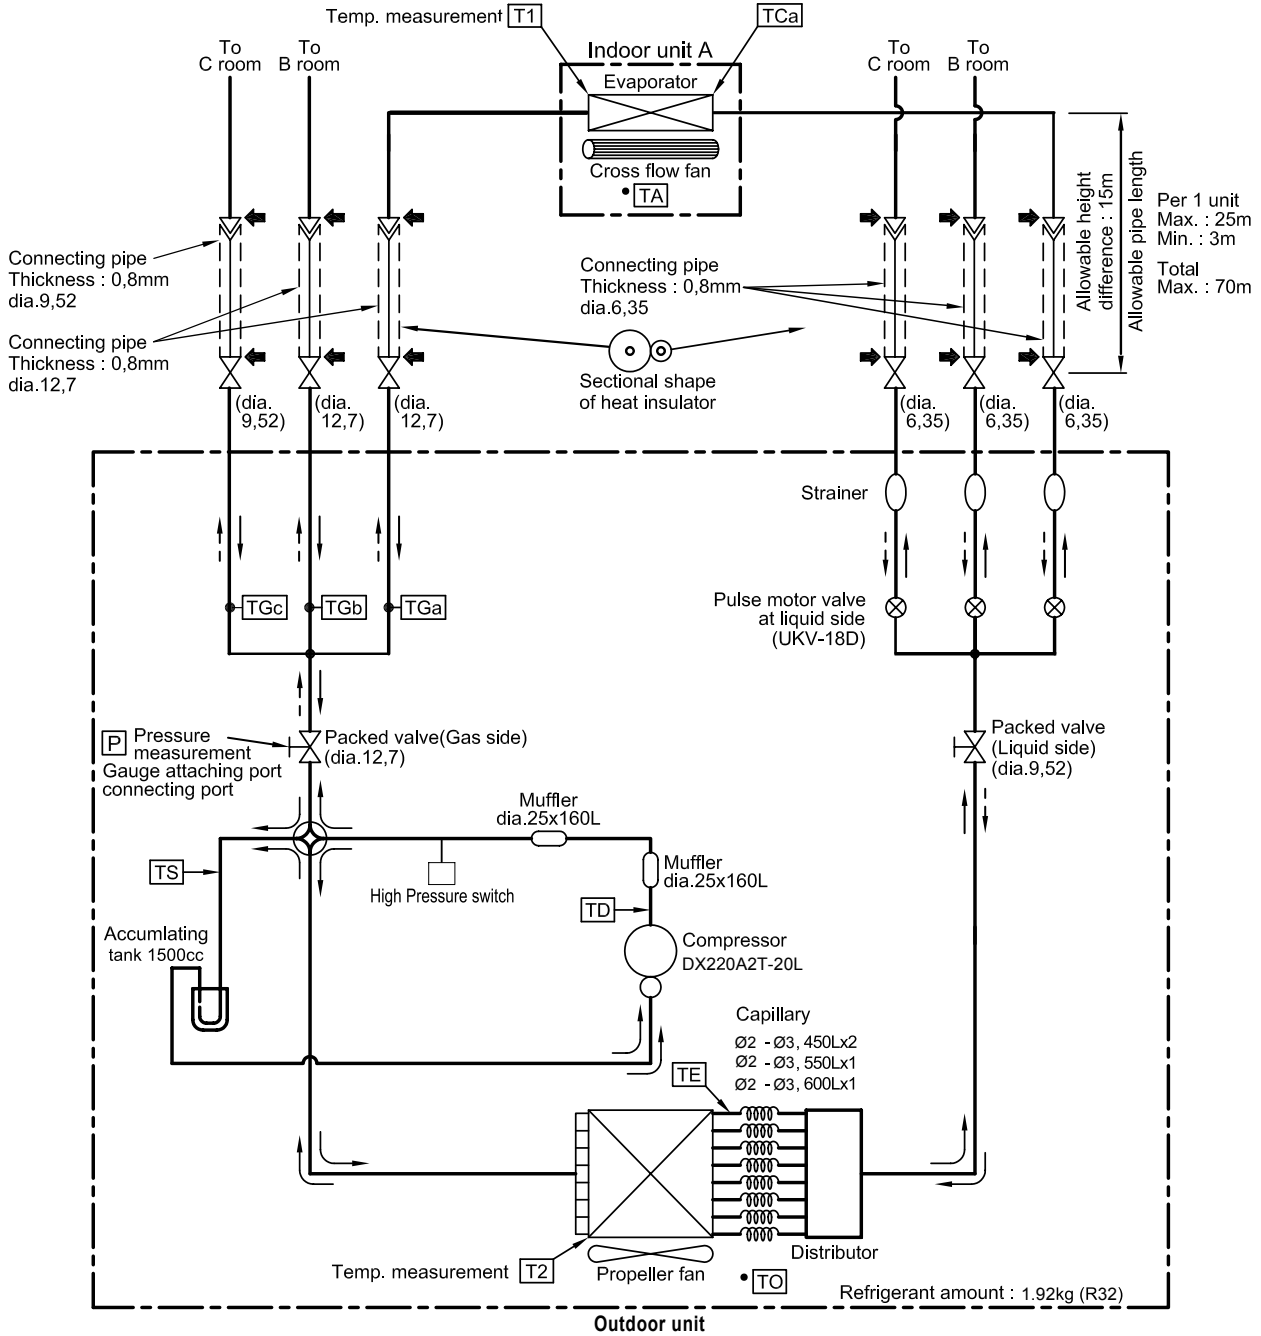 Temp. measurement T1
TCa
To
C room
To
B room
Indoor unit A
Evaporator
Cross flow fan
TA
To
C room
To
B room
Allowable height
difference : 15m
Allowable pipe length
Per 1 unit
Max. : 25m
Min. : 3m
Total
Max. : 70m
Connecting pipe
Thickness : 0,8mm
dia.9,52
Connecting pipe
Thickness : 0,8mm
dia.12,7
Connecting pipe
Thickness : 0,8mm
dia.6,35
Sectional shape
of heat insulator
(dia.
9,52)
(dia.
12,7)
(dia.
12,7)
(dia.
6,35)
(dia.
6,35)
(dia.
6,35)
Strainer
TGc
TGb
TGa
Pulse motor valve
at liquid side
(UKV-18D)
P Pressure
measurement
Gauge attaching port
connecting port
Packed valve(Gas side)
(dia.12,7)
Packed valve
(Liquid side)
(dia.9,52)
Muffler
dia.25x160L
Muffler
dia.25x160L
TS
High Pressure switch
TD
Accumlating
tank 1500cc
Compressor
DX220A2T-20L
Capillary
Ø2 - Ø3, 450Lx2
Ø2 - Ø3, 550Lx1
Ø2 - Ø3, 600Lx1
TE
Distributor
Temp. measurement T2
Propeller fan
TO
Refrigerant amount : 1.92kg (R32)
Outdoor unit